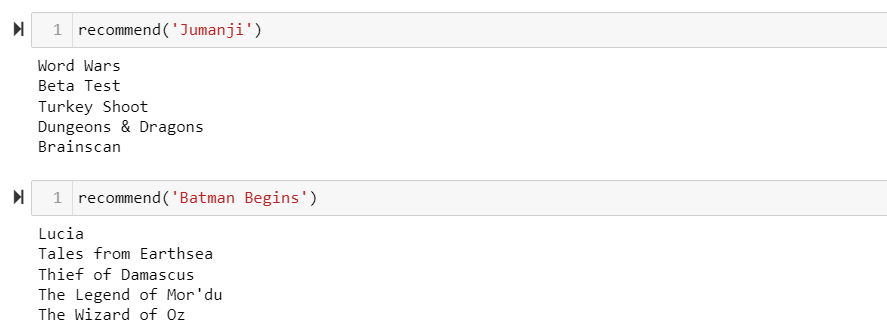 1 recommend('Jumanji')
Word Wars
Beta Test
Turkey Shoot
Dungeons & Dragons
Brainscan
1 recommend('Batman Begins')
Lucia
Tales from Earthsea
Thief of Damascus
The Legend of Mor'du
The Wizard of Oz